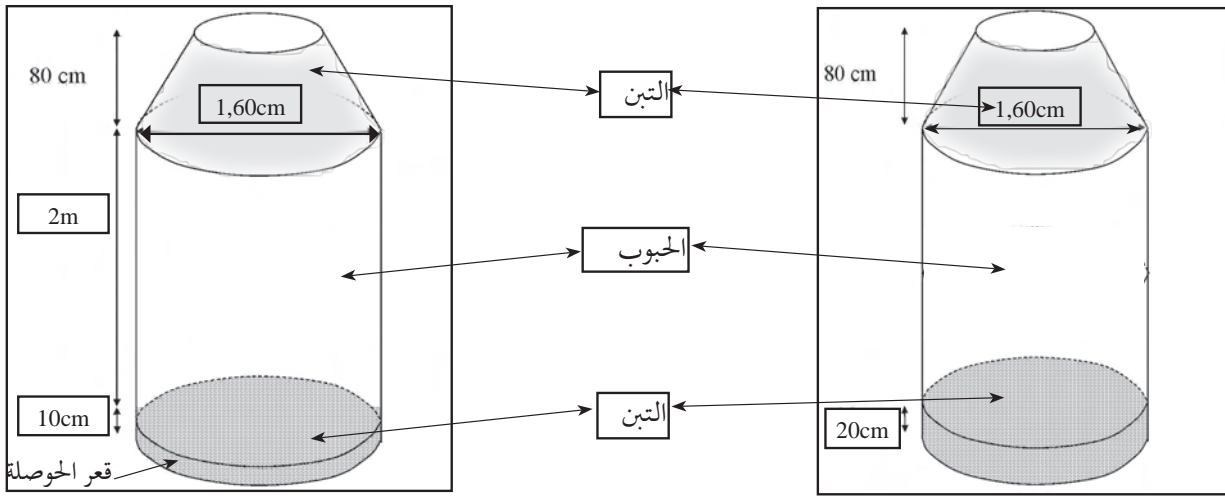 80 cm
1,60cm
2m
10cm
قعر الحوصلة
التبن
الحبوب
التبن
80 cm
1,60cm
20cm